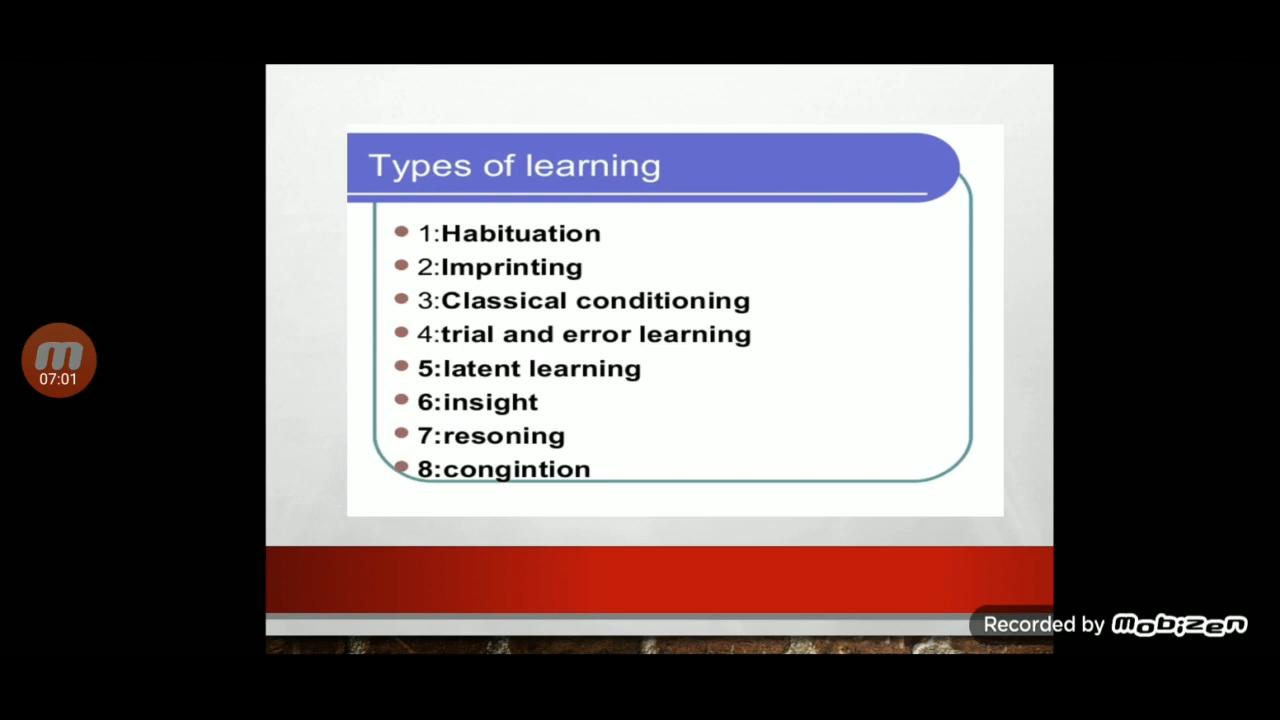 Types of learning
1:Habituation
2:Imprinting
3:Classical conditioning
4:trial and error learning
5:latent learning
6:insight
7:resoning
8:congintion
07:01
Recorded by mobizen